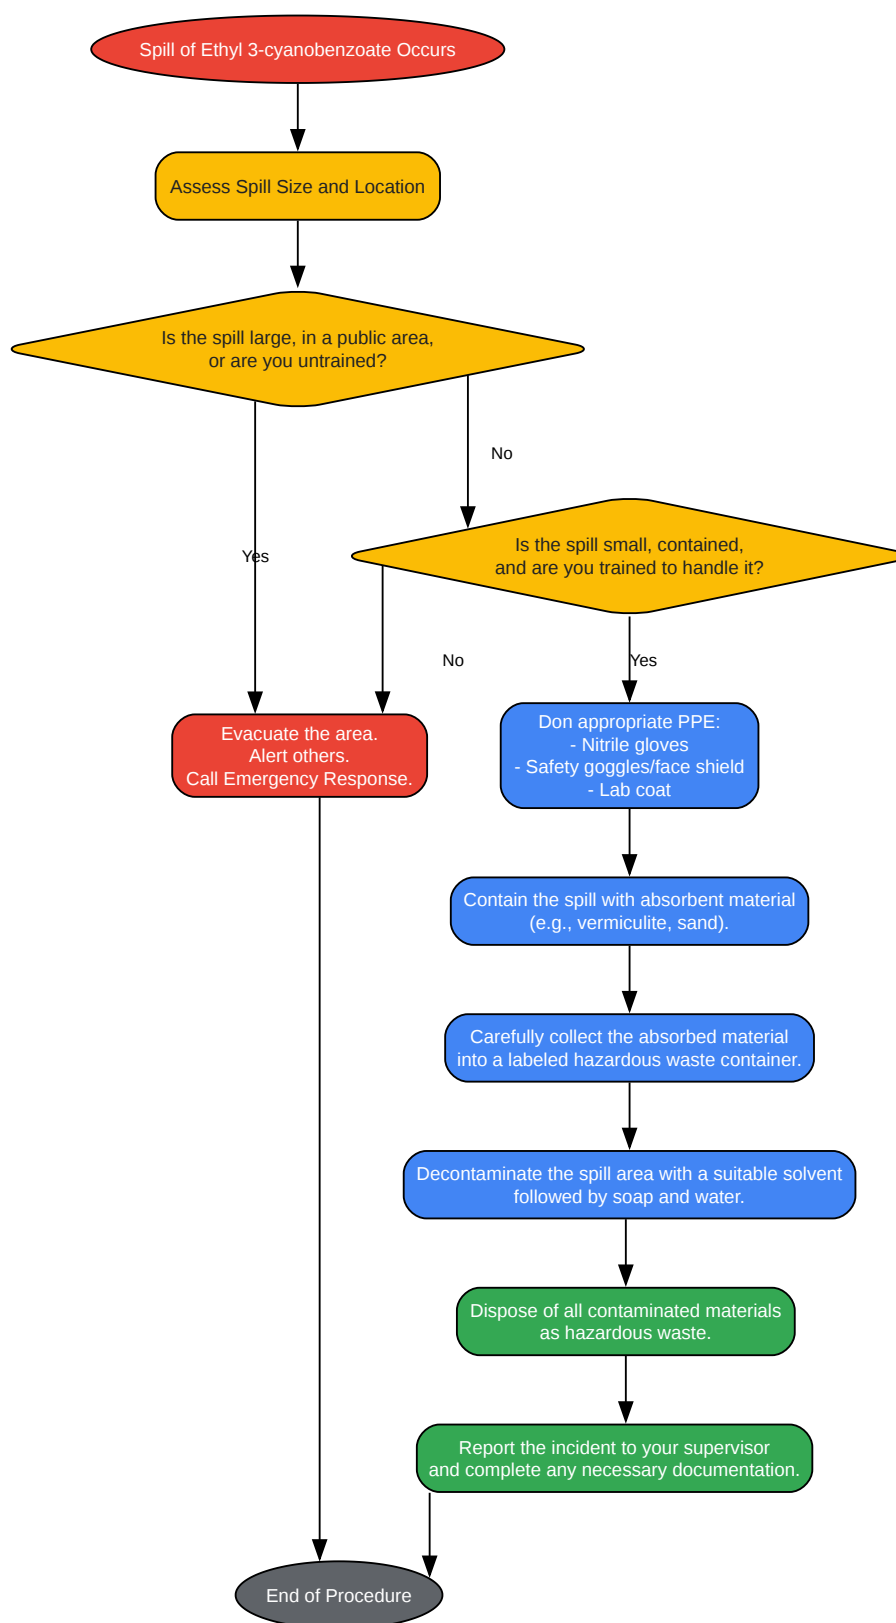 Spill of Ethyl 3-cyanobenzoate Occurs
Assess Spill Size and Location
Is the spill large, in a public area,
or are you untrained?
No
Yes
Is the spill small, contained,
and are you trained to handle it?
No
Yes
Evacuate the area.
Alert others.
Call Emergency Response.
Don appropriate PPE:
- Nitrile gloves
- Safety goggles/face shield
- Lab coat
Contain the spill with absorbent material
(e.g., vermiculite, sand).
Carefully collect the absorbed material
into a labeled hazardous waste container.
Decontaminate the spill area with a suitable solvent
followed by soap and water.
Dispose of all contaminated materials
as hazardous waste.
Report the incident to your supervisor
and complete any necessary documentation.
End of Procedure